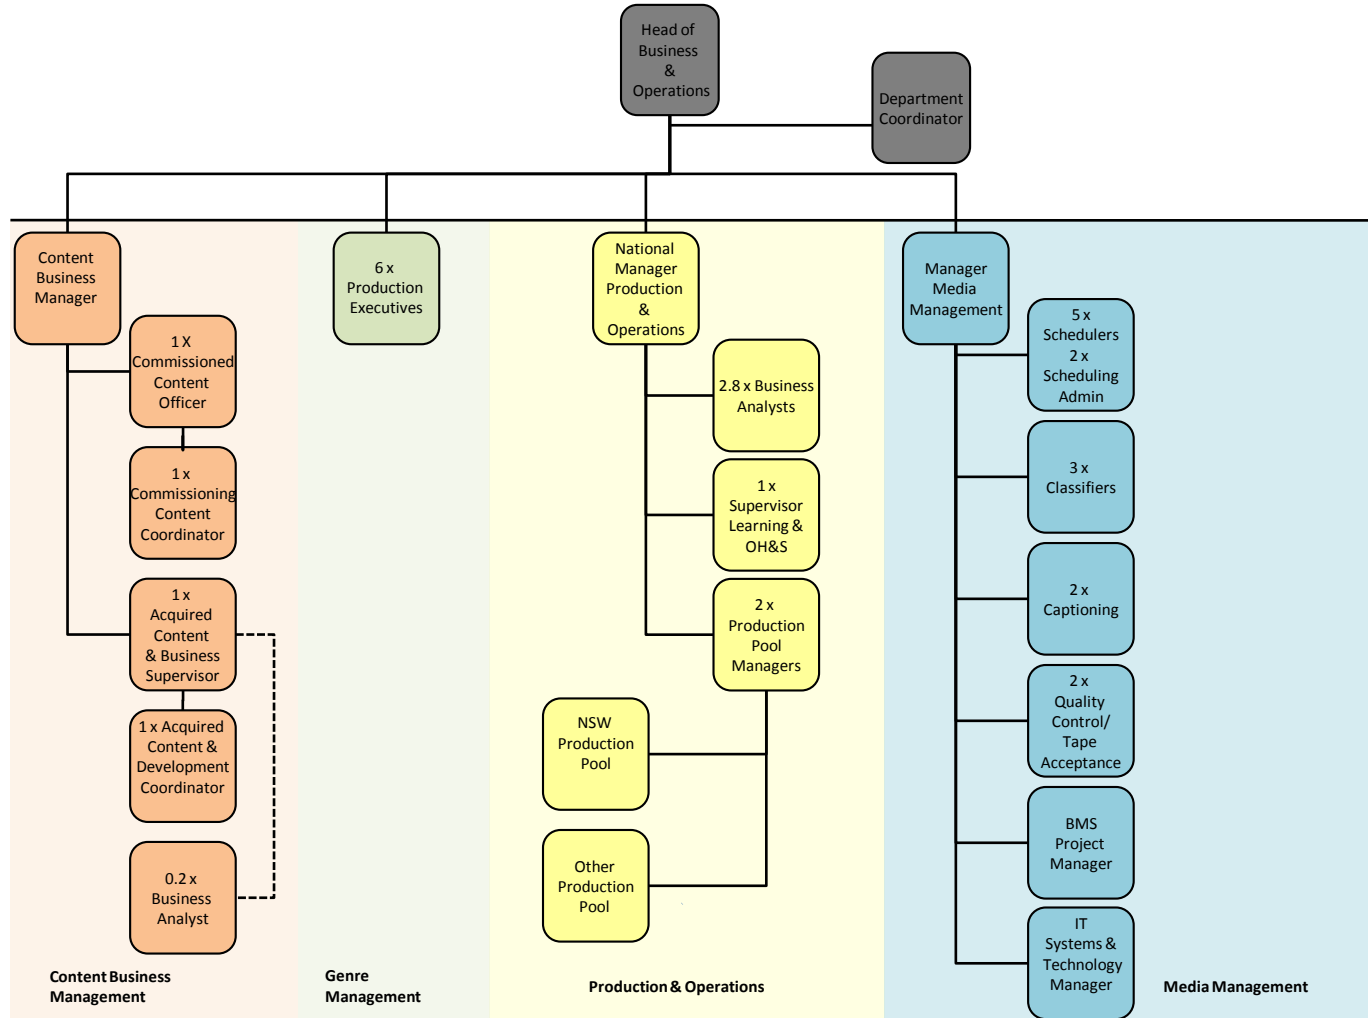 Head of
Business
&
Operations
Department
Coordinator
Content
Business
Manager
1 X
Commissioned
Content
Officer
1 x
Commissioning
Content
Coordinator
1 x
Acquired
Content
& Business
Supervisor
1 x Acquired
Content &
Development
Coordinator
0.2 x
Business
Analyst
Content Business
Management
6 x
Production
Executives
Genre
Management
National
Manager
Production
&
Operations
2.8 x Business
Analysts
1 x
Supervisor
Learning &
OH&S
2 x
Production
Pool
Managers
NSW
Production
Pool
Other
Production
Pool
Production & Operations
Manager
Media
Management
5 x
Schedulers
2 x
Scheduling
Admin
3 x
Classifiers
2 x
Captioning
2 x
Quality
Control/
Tape
Acceptance
BMS
Project
Manager
IT
Systems &
Technology
Manager
Media Management